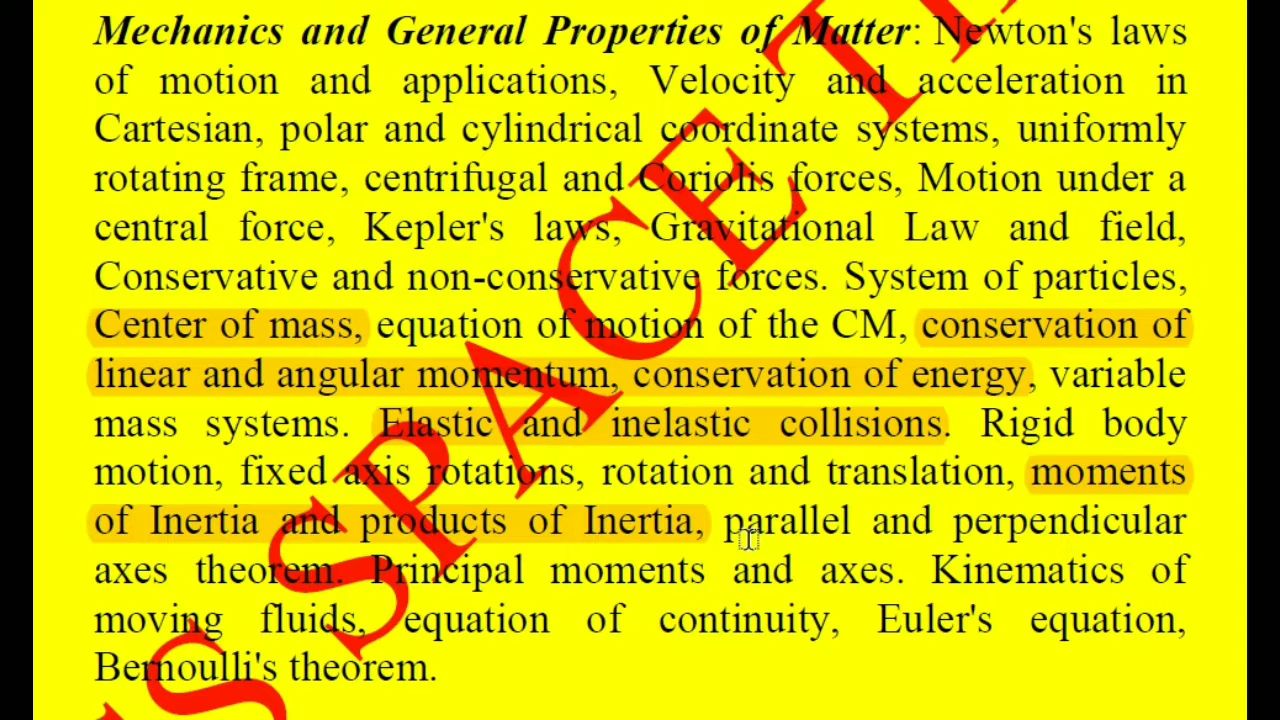 Mechanics and General Properties of Matter: Newton's laws
of motion and applications, Velocity and acceleration in
Cartesian, polar and cylindrical coordinate systems, uniformly
rotating frame, centrifugal and Coriolis forces, Motion under a
central force, Kepler's laws, Gravitational Law and field,
Conservative and non-conservative forces. System of particles,
Center of mass, equation of motion of the CM, conservation of
linear and angular momentum, conservation of energy, variable
mass systems. Elastic and inelastic collisions. Rigid body
motion, fixed axis rotations, rotation and translation, moments
of Inertia and products of Inertia, parallel and perpendicular
axes theorem. Principal moments and axes. Kinematics of
moving fluids, equation of continuity, Euler's equation,
Bernoulli's theorem.
SPACE